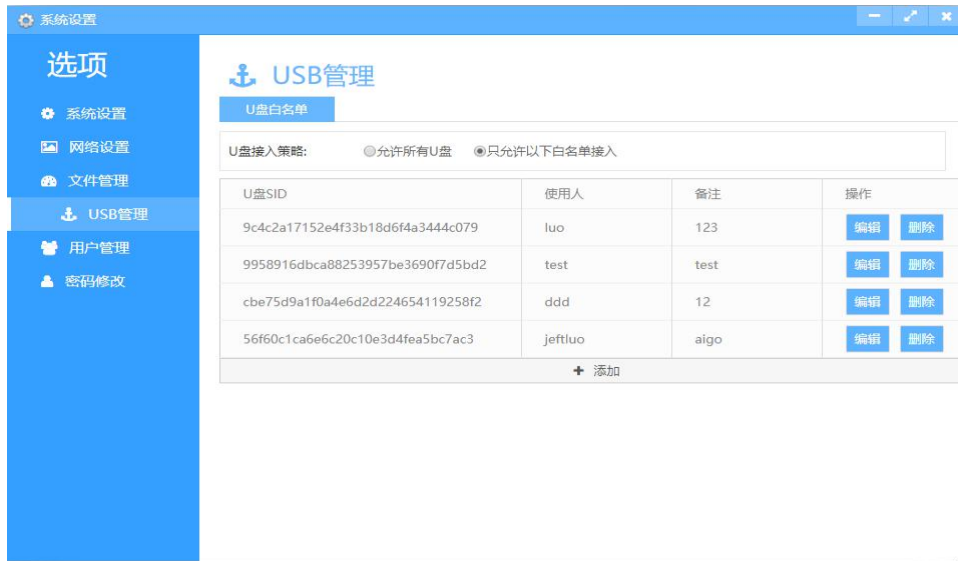 系统设置
选项
系统设置
网络设置
文件管理
USB管理
用户管理
密码修改
USB管理
U盘白名单
U盘接入策略: 允许所有U盘 只允许以下白名单接入
U盘SID 使用人 备注 操作
9c4c2a17152e4f33b18d6f4a3444c079 luo 123 编辑 删除
9958916dbca88253957be3690f7d5bd2 test test 编辑 删除
cbe75d9a1f0a4e6d2d224654119258f2 ddd 12 编辑 删除
56f60c1ca6e6c20c10e3d4fea5bc7ac3 jeftluo aigo 编辑 删除
+ 添加